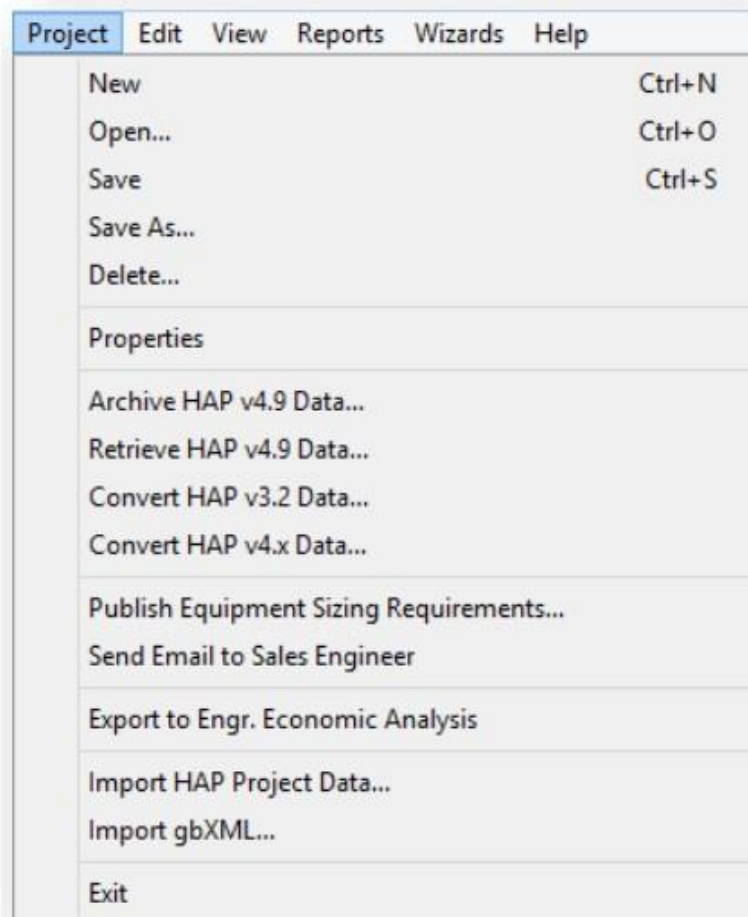 Project Edit View Reports Wizards Help
New Ctrl+N
Open... Ctrl+O
Save Ctrl+S
Save As...
Delete...
Properties
Archive HAP v4.9 Data...
Retrieve HAP v4.9 Data...
Convert HAP v3.2 Data...
Convert HAP v4.x Data...
Publish Equipment Sizing Requirements...
Send Email to Sales Engineer
Export to Engr. Economic Analysis
Import HAP Project Data...
Import gbXML...
Exit